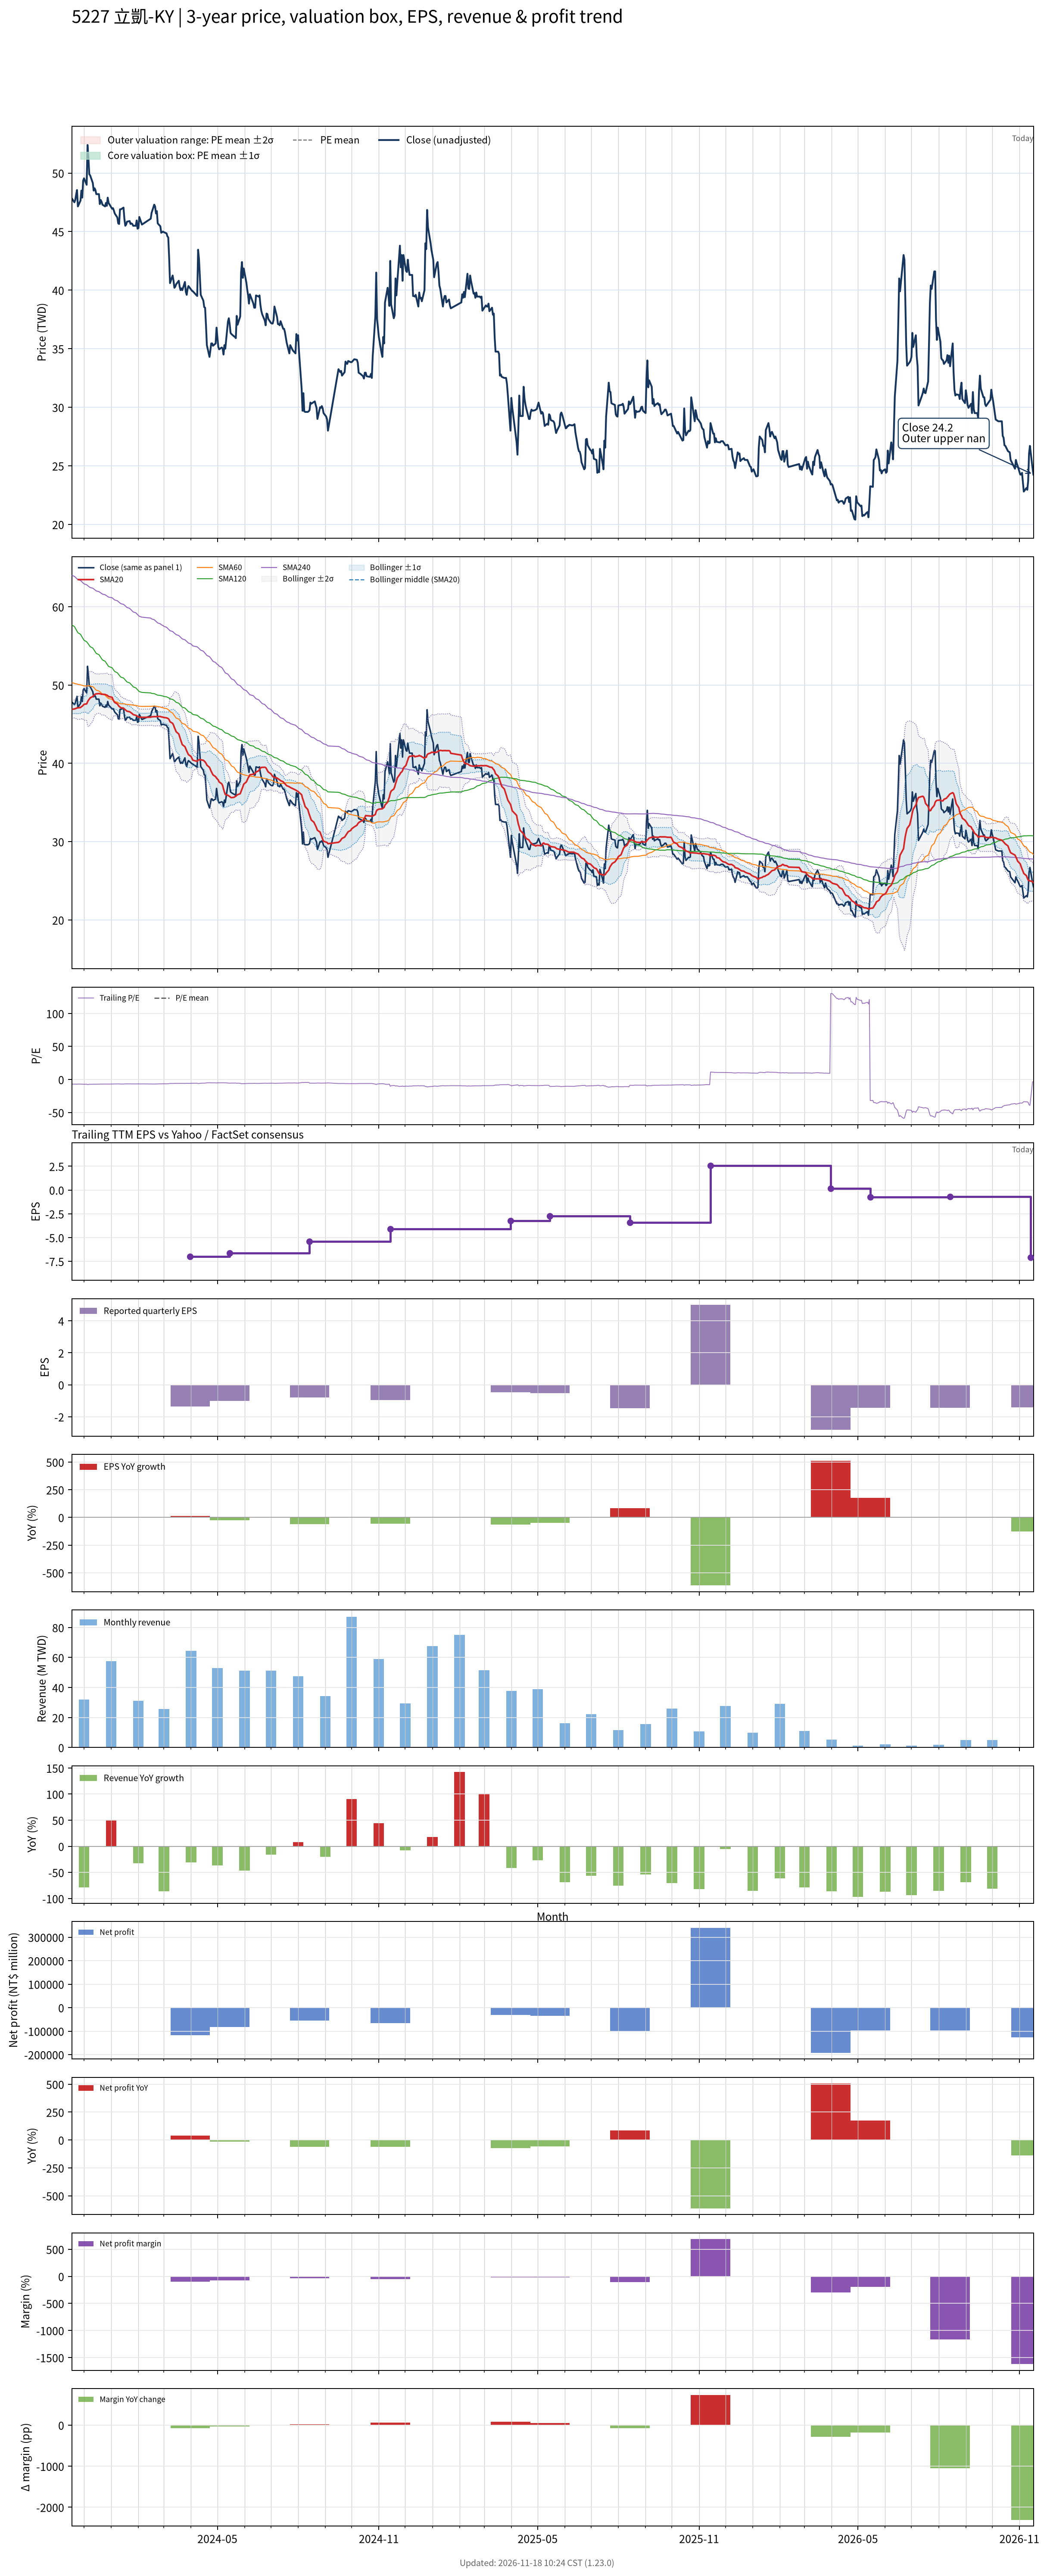 5227 立凱-KY | 3-year price, valuation box, EPS, revenue & profit trend
Outer valuation range: PE mean ±2σ
PE mean
Close (unadjusted)
Core valuation box: PE mean ±1σ
Today
50
45
40
35
30
25
20
Price (TWD)
Close 24.2
Outer upper nan
Close (same as panel 1)
SMA20
SMA60
SMA120
SMA240
Bollinger ±2σ
Bollinger ±1σ
Bollinger middle (SMA20)
60
50
40
30
20
Price
Trailing P/E
P/E mean
100
50
0
-50
P/E
Trailing TTM EPS vs Yahoo / FactSet consensus
Today
2.5
0.0
-2.5
-5.0
-7.5
EPS
Reported quarterly EPS
4
2
0
-2
EPS
EPS YoY growth
500
250
0
-250
-500
YoY (%)
Monthly revenue
80
60
40
20
0
Revenue (M TWD)
Revenue YoY growth
150
100
50
0
-50
-100
YoY (%)
Month
Net profit
300000
200000
100000
0
-100000
-200000
Net profit (NT$ million)
Net profit YoY
500
250
0
-250
-500
YoY (%)
Net profit margin
500
0
-500
-1000
-1500
Margin (%)
Margin YoY change
0
-1000
-2000
Δ margin (pp)
2024-05
2024-11
2025-05
2025-11
2026-05
2026-11
Updated: 2026-11-18 10:24 CST (1.23.0)